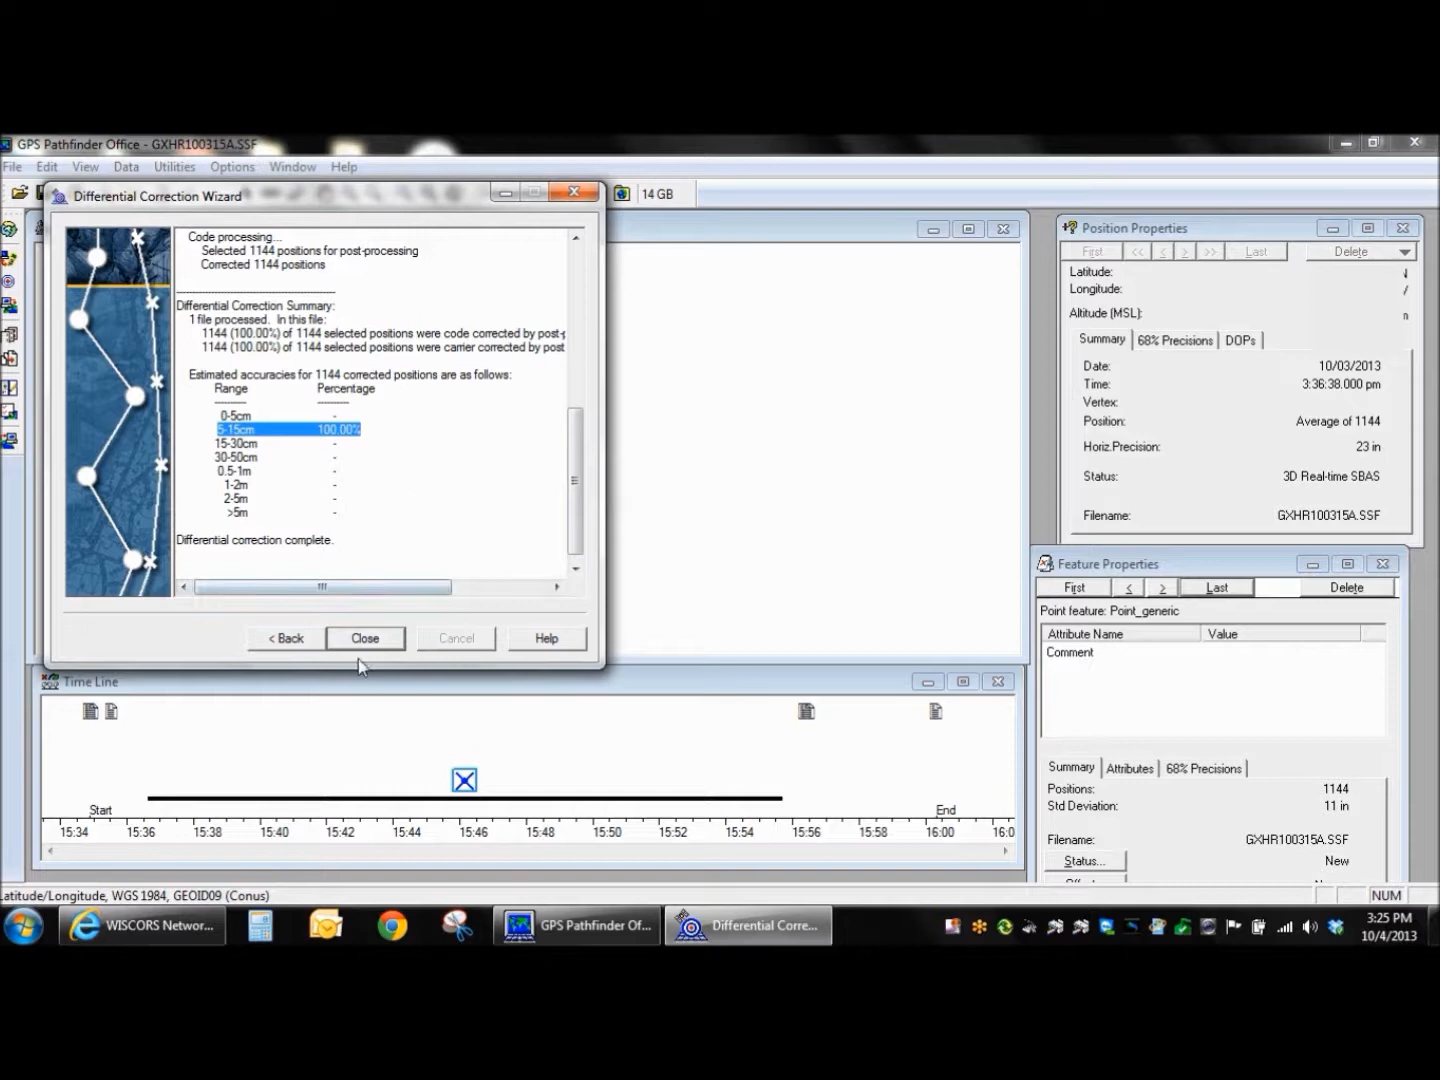 GPS Pathfinder Office - GXHR100315A.SSF
File Edit View Data Utilities Options Window Help
14 GB
Differential Correction Wizard
Code processing...
Selected 1144 positions for post-processing
Corrected 1144 positions
Differential Correction Summary:
1 file processed. In this file:
1144 (100.00%) of 1144 selected positions were code corrected by post-
1144 (100.00%) of 1144 selected positions were carrier corrected by post
Estimated accuracies for 1144 corrected positions are as follows:
Range Percentage
0-5cm -
5-15cm 100.00%
15-30cm -
30-50cm -
0.5-1m -
1-2m -
2-5m -
>5m -
Differential correction complete.
< Back Close Cancel Help
Position Properties
First << < > >> Last Delete
Latitude:
Longitude:
Altitude (MSL):
Summary 68% Precisions DOPs
Date: 10/03/2013
Time: 3:36:38.000 pm
Vertex:
Position: Average of 1144
Horiz.Precision: 23 in
Status: 3D Real-time SBAS
Filename: GXHR100315A.SSF
Feature Properties
First < > Last Delete
Point feature: Point_generic
Attribute Name Value
Comment
Summary Attributes 68% Precisions
Positions: 1144
Std Deviation: 11 in
Filename: GXHR100315A.SSF
Status... New
Time Line
Start End
15:34 15:36 15:38 15:40 15:42 15:44 15:46 15:48 15:50 15:52 15:54 15:56 15:58 16:00 16:0
Latitude/Longitude, WGS 1984, GEOID09 (Conus)
NUM
WISCORS Networ...
GPS Pathfinder Of...
Differential Corre...
3:25 PM
10/4/2013